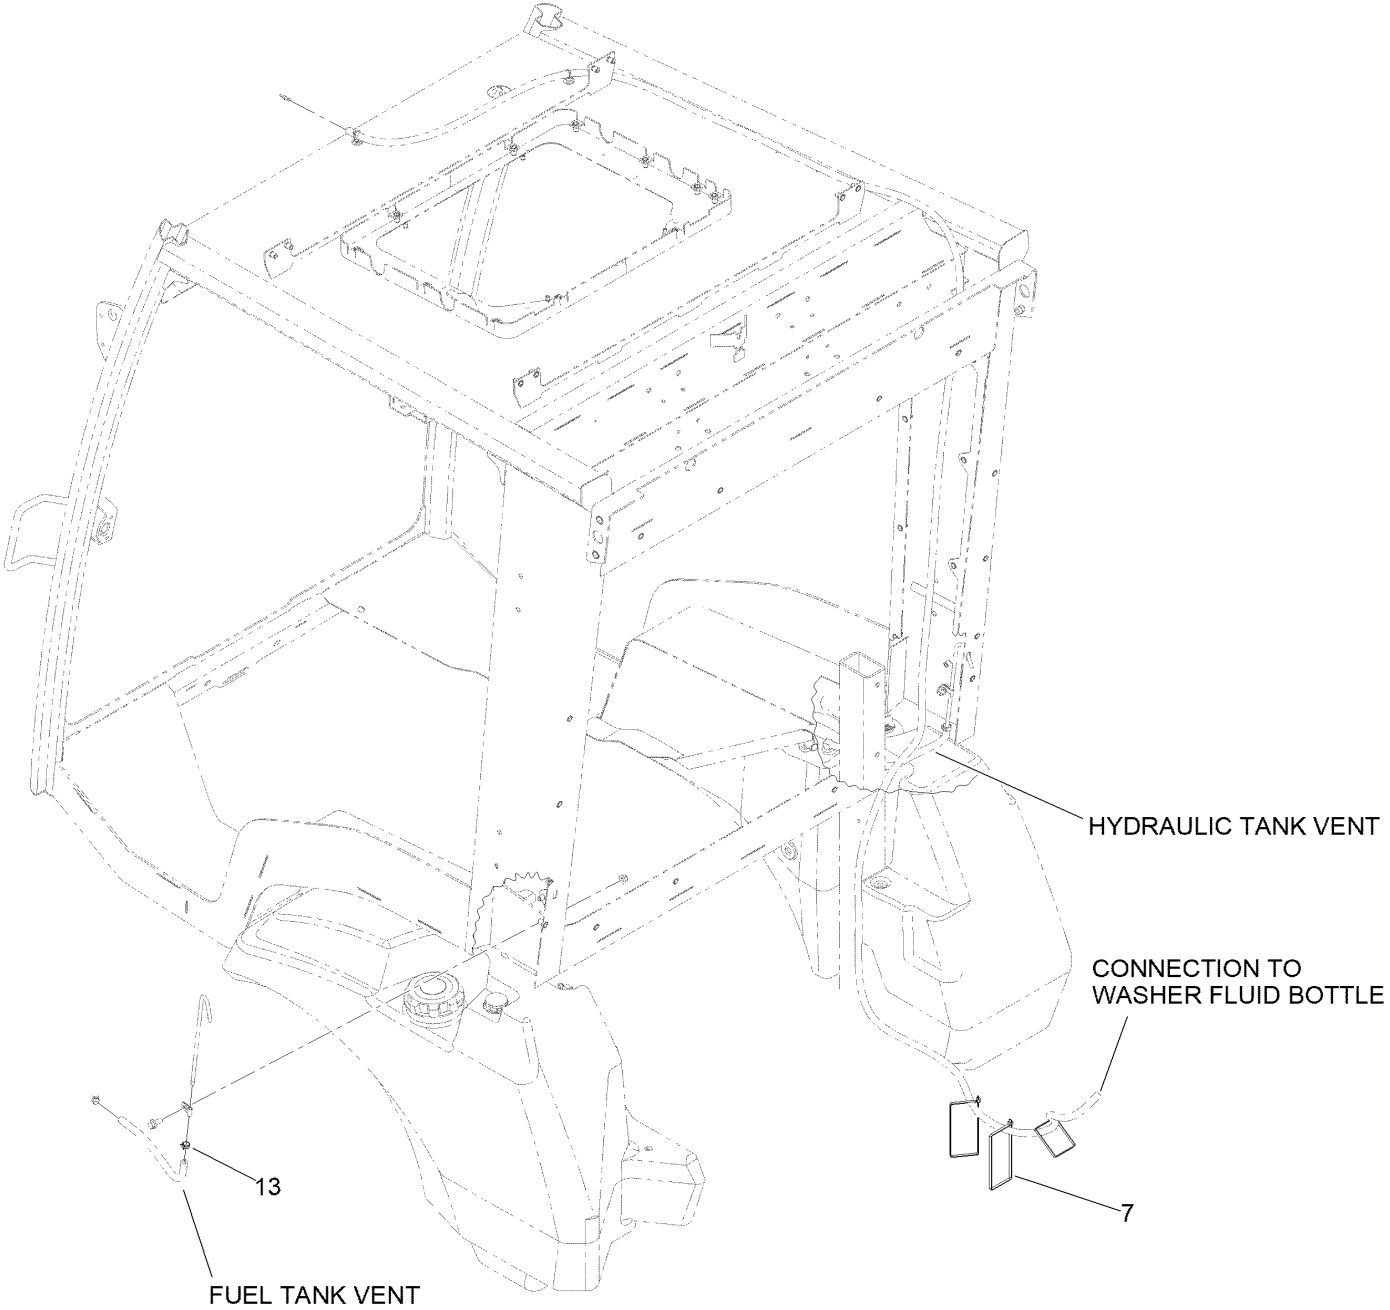 HYDRAULIC TANK VENT
CONNECTION TO
WASHER FLUID BOTTLE
13
7
FUEL TANK VENT